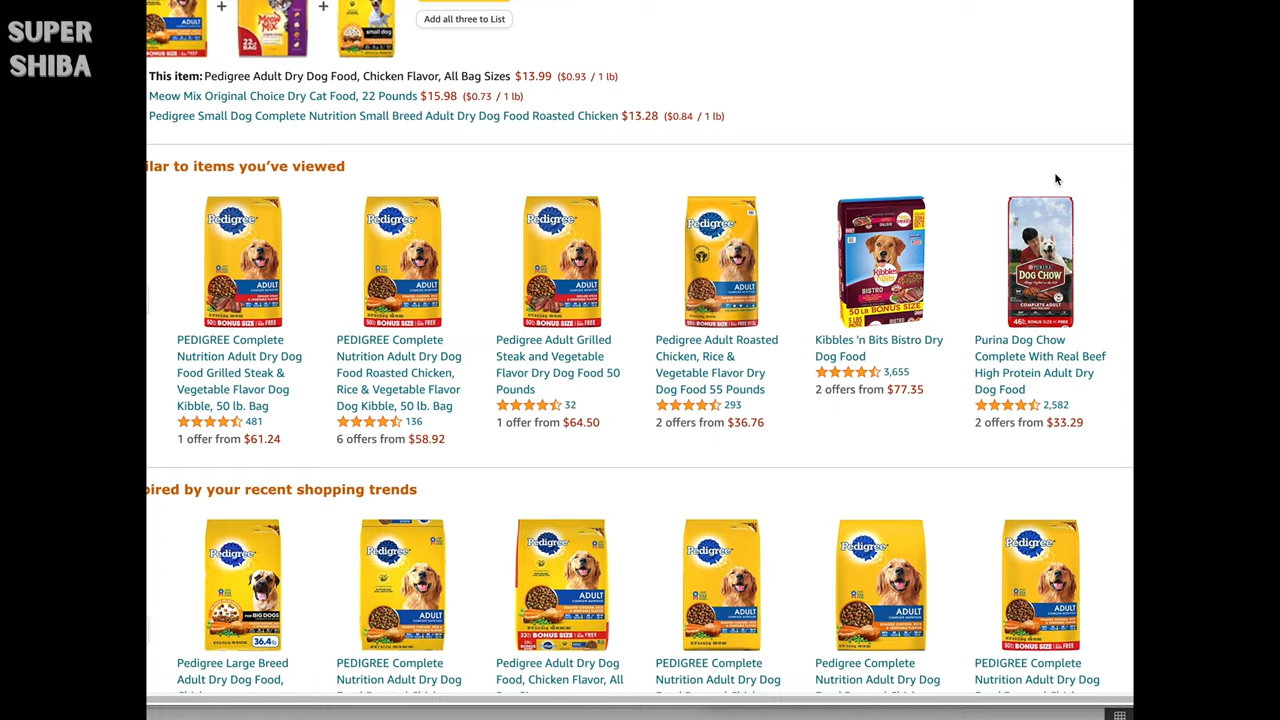 SUPER
SHIBA
Add all three to List
This item: Pedigree Adult Dry Dog Food, Chicken Flavor, All Bag Sizes $13.99 ($0.93 / 1 lb)
Meow Mix Original Choice Dry Cat Food, 22 Pounds $15.98 ($0.73 / 1 lb)
Pedigree Small Dog Complete Nutrition Small Breed Adult Dry Dog Food Roasted Chicken $13.28 ($0.84 / 1 lb)
ilar to items you’ve viewed
PEDIGREE Complete
Nutrition Adult Dry Dog
Food Grilled Steak &
Vegetable Flavor Dog
Kibble, 50 lb. Bag
481
1 offer from $61.24
PEDIGREE Complete
Nutrition Adult Dry Dog
Food Roasted Chicken,
Rice & Vegetable Flavor
Dog Kibble, 50 lb. Bag
136
6 offers from $58.92
Pedigree Adult Grilled
Steak and Vegetable
Flavor Dry Dog Food 50
Pounds
32
1 offer from $64.50
Pedigree Adult Roasted
Chicken, Rice &
Vegetable Flavor Dry
Dog Food 55 Pounds
293
2 offers from $36.76
Kibbles 'n Bits Bistro Dry
Dog Food
3,655
2 offers from $77.35
Purina Dog Chow
Complete With Real Beef
High Protein Adult Dry
Dog Food
2,582
2 offers from $33.29
pired by your recent shopping trends
Pedigree Large Breed
Adult Dry Dog Food,
PEDIGREE Complete
Nutrition Adult Dry Dog
Pedigree Adult Dry Dog
Food, Chicken Flavor, All
PEDIGREE Complete
Nutrition Adult Dry Dog
Pedigree Complete
Nutrition Adult Dry Dog
PEDIGREE Complete
Nutrition Adult Dry Dog